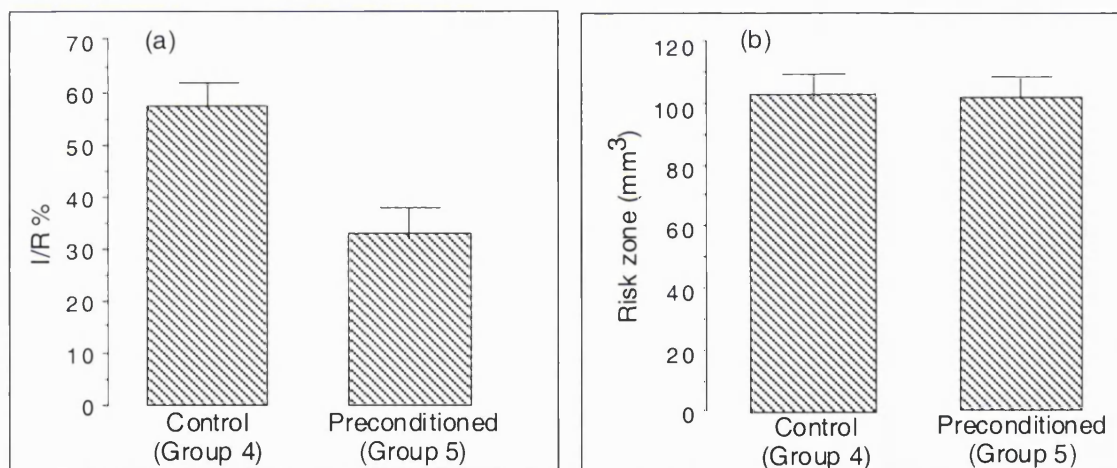 (a)
70
60
50
40
30
20
10
0
I/R %
Control
(Group 4)
Preconditioned
(Group 5)
(b)
120
100
80
60
40
20
0
Risk zone (mm³)
Control
(Group 4)
Preconditioned
(Group 5)